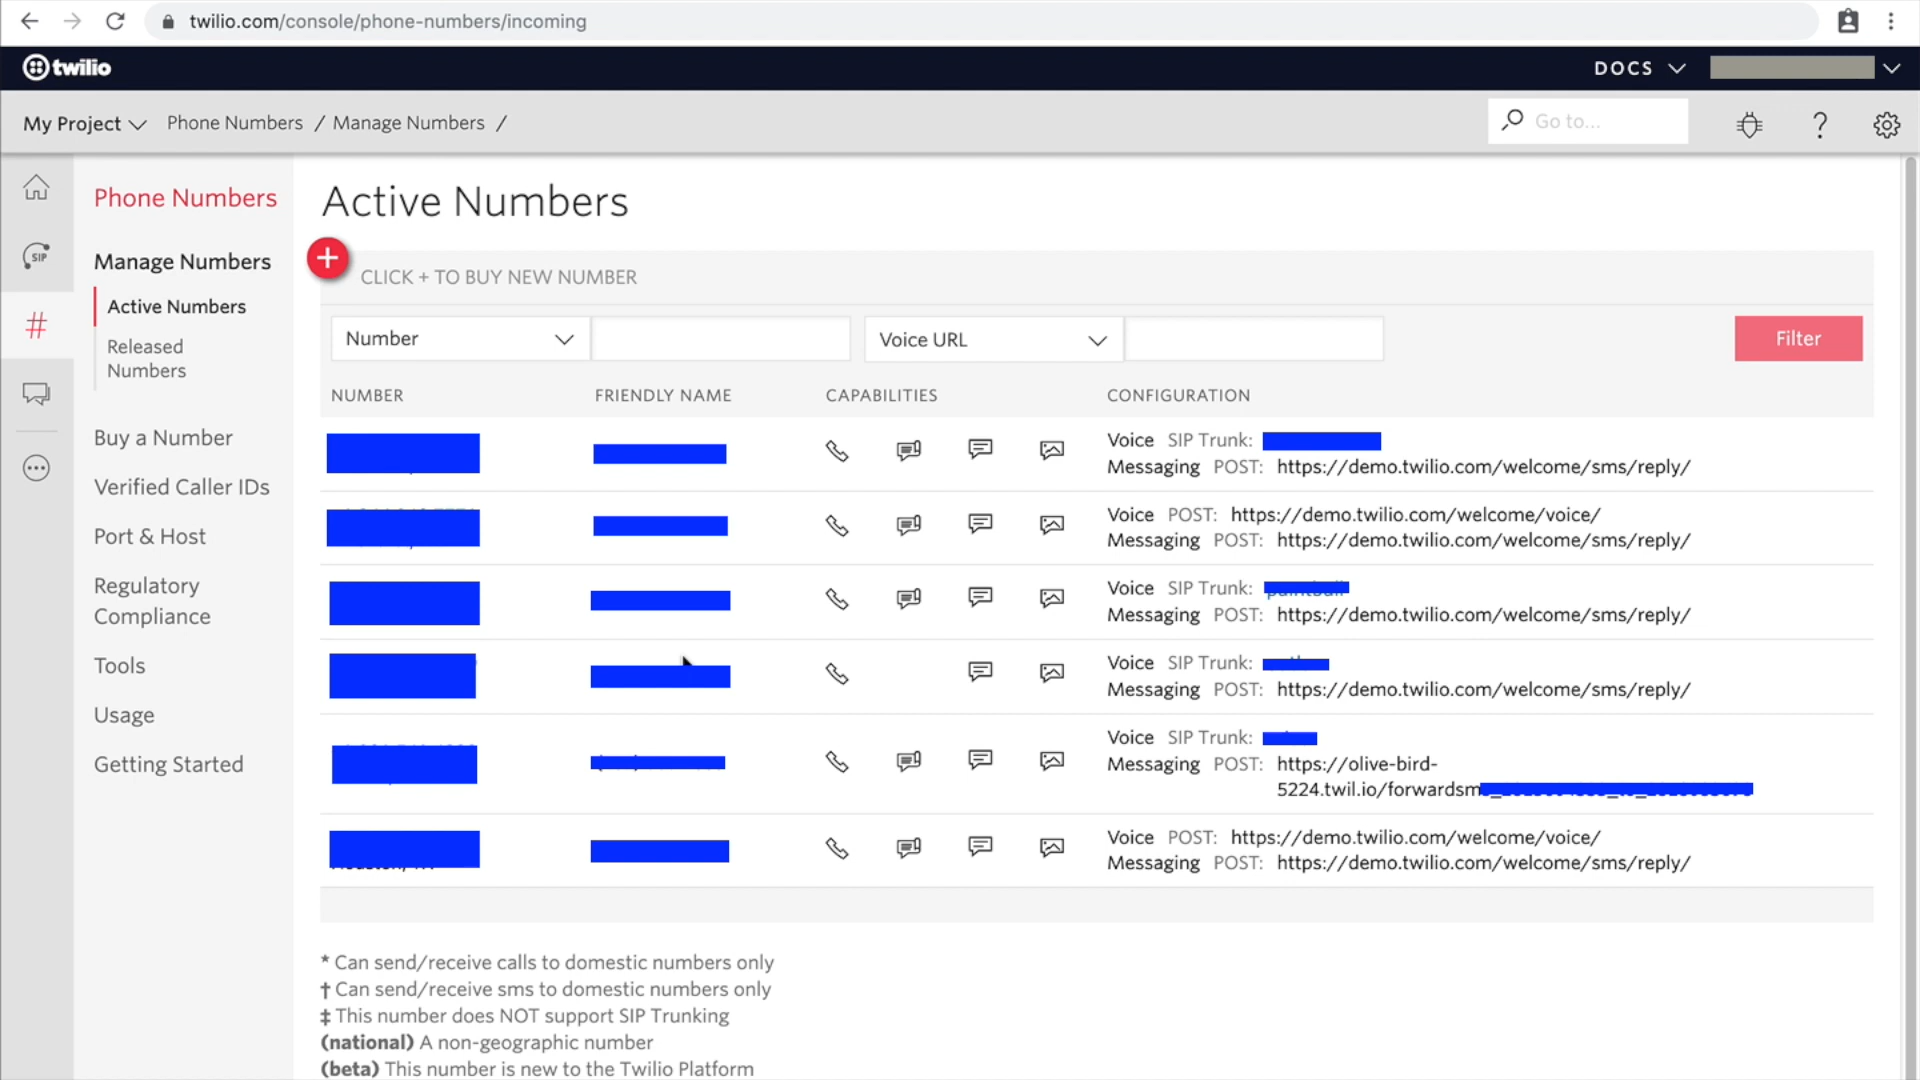 twilio.com/console/phone-numbers/incoming
twilio
DOCS
My Project
Phone Numbers / Manage Numbers /
Go to...
Phone Numbers
Manage Numbers
Active Numbers
Released
Numbers
Buy a Number
Verified Caller IDs
Port & Host
Regulatory
Compliance
Tools
Usage
Getting Started
SIP
#
Active Numbers
+
CLICK + TO BUY NEW NUMBER
Number
Voice URL
Filter
NUMBER FRIENDLY NAME CAPABILITIES CONFIGURATION
Voice SIP Trunk:
Messaging POST: https://demo.twilio.com/welcome/sms/reply/
Voice POST: https://demo.twilio.com/welcome/voice/
Messaging POST: https://demo.twilio.com/welcome/sms/reply/
Voice SIP Trunk:
Messaging POST: https://demo.twilio.com/welcome/sms/reply/
Voice SIP Trunk:
Messaging POST: https://demo.twilio.com/welcome/sms/reply/
Voice SIP Trunk:
Messaging POST: https://olive-bird-
5224.twil.io/forwardsm
Voice POST: https://demo.twilio.com/welcome/voice/
Messaging POST: https://demo.twilio.com/welcome/sms/reply/
* Can send/receive calls to domestic numbers only
† Can send/receive sms to domestic numbers only
‡ This number does NOT support SIP Trunking
(national) A non-geographic number
(beta) This number is new to the Twilio Platform